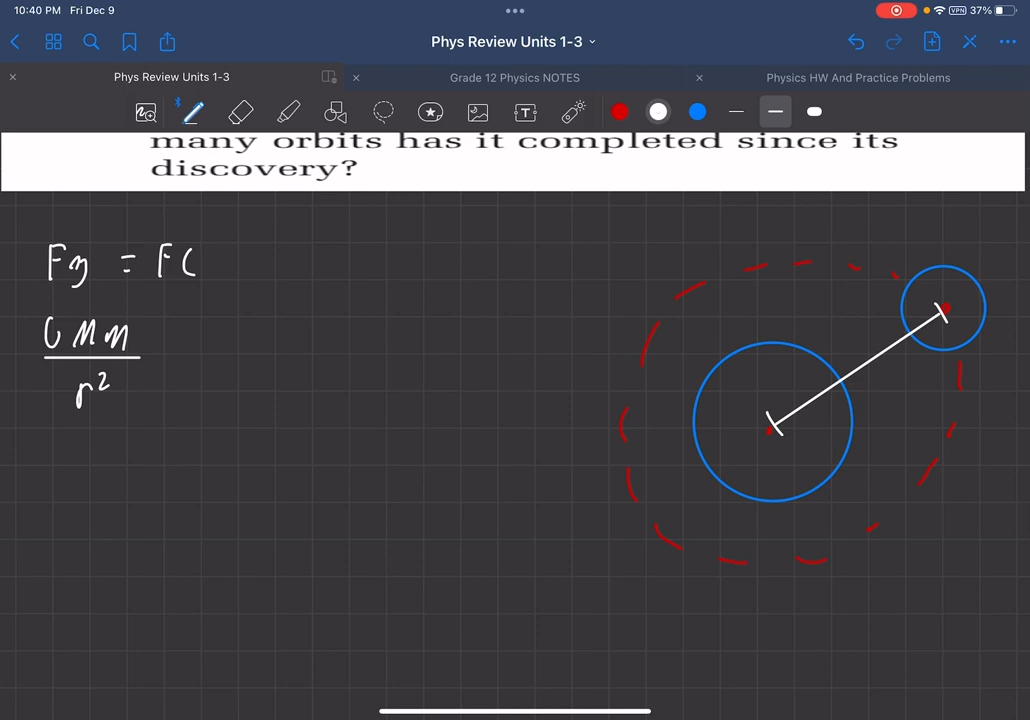 10:40 PM Fri Dec 9
VPN 37%
Phys Review Units 1-3
Phys Review Units 1-3
Grade 12 Physics NOTES
Physics HW And Practice Problems
T
many orbits has it completed since its
discovery?
Fg = FC
GMm
r²